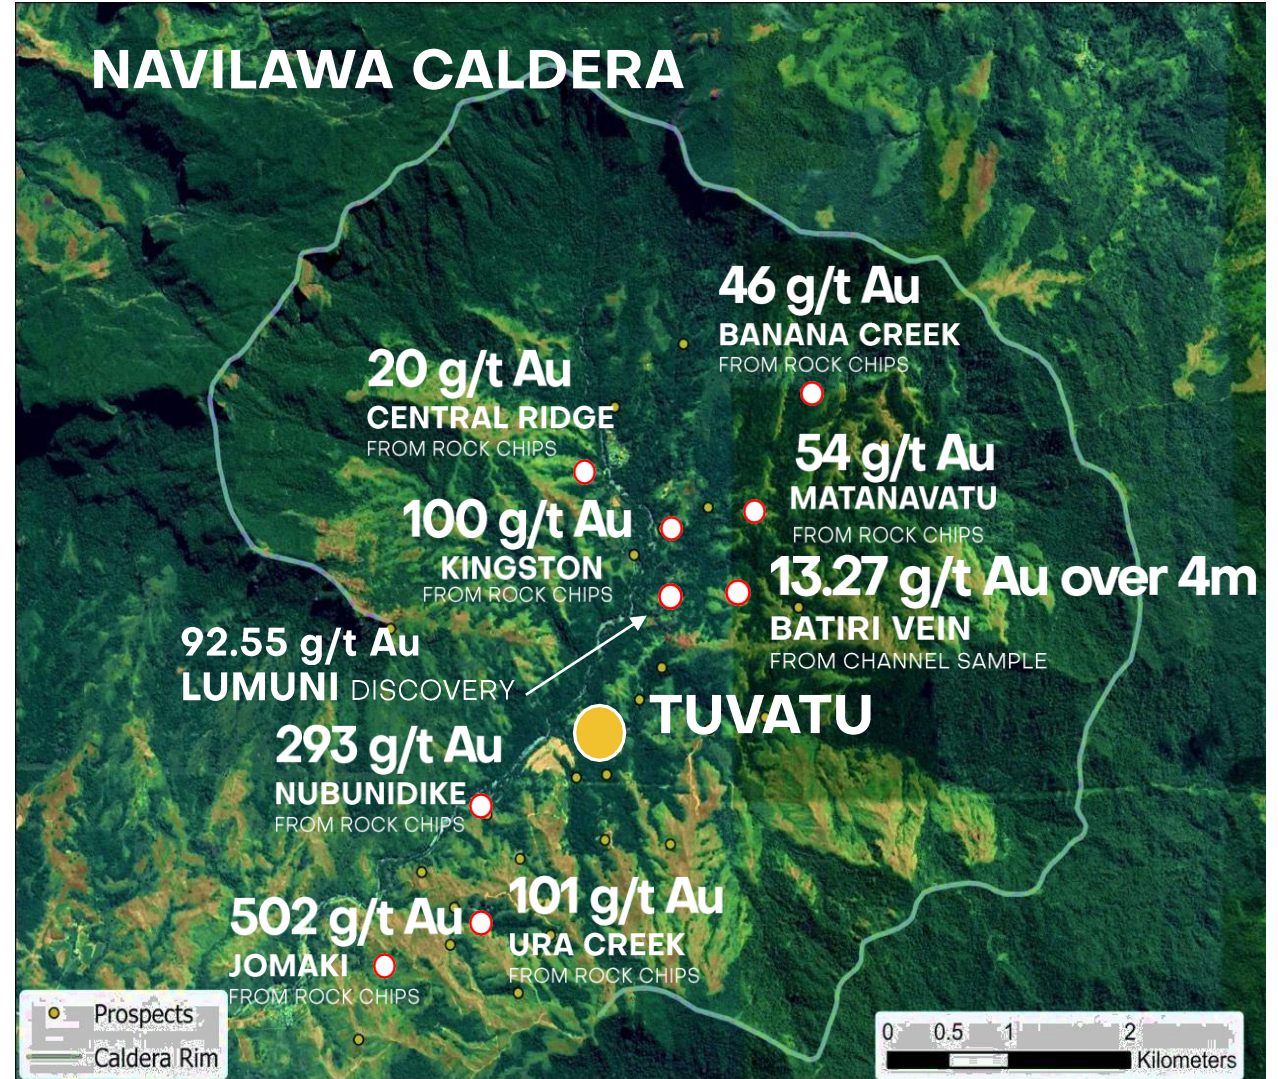 NAVILAWA CALDERA
46 g/t Au
BANANA CREEK
FROM ROCK CHIPS
20 g/t Au
CENTRAL RIDGE
FROM ROCK CHIPS
54 g/t Au
MATANAVATU
FROM ROCK CHIPS
100 g/t Au
KINGSTON
FROM ROCK CHIPS
13.27 g/t Au over 4m
BATIRI VEIN
FROM CHANNEL SAMPLE
92.55 g/t Au
LUMUNI DISCOVERY
TUVATU
293 g/t Au
NUBUNIDIKE
FROM ROCK CHIPS
101 g/t Au
URA CREEK
FROM ROCK CHIPS
502 g/t Au
JOMAKI
FROM ROCK CHIPS
Prospects
Caldera Rim
0 0.5 1 2
Kilometers